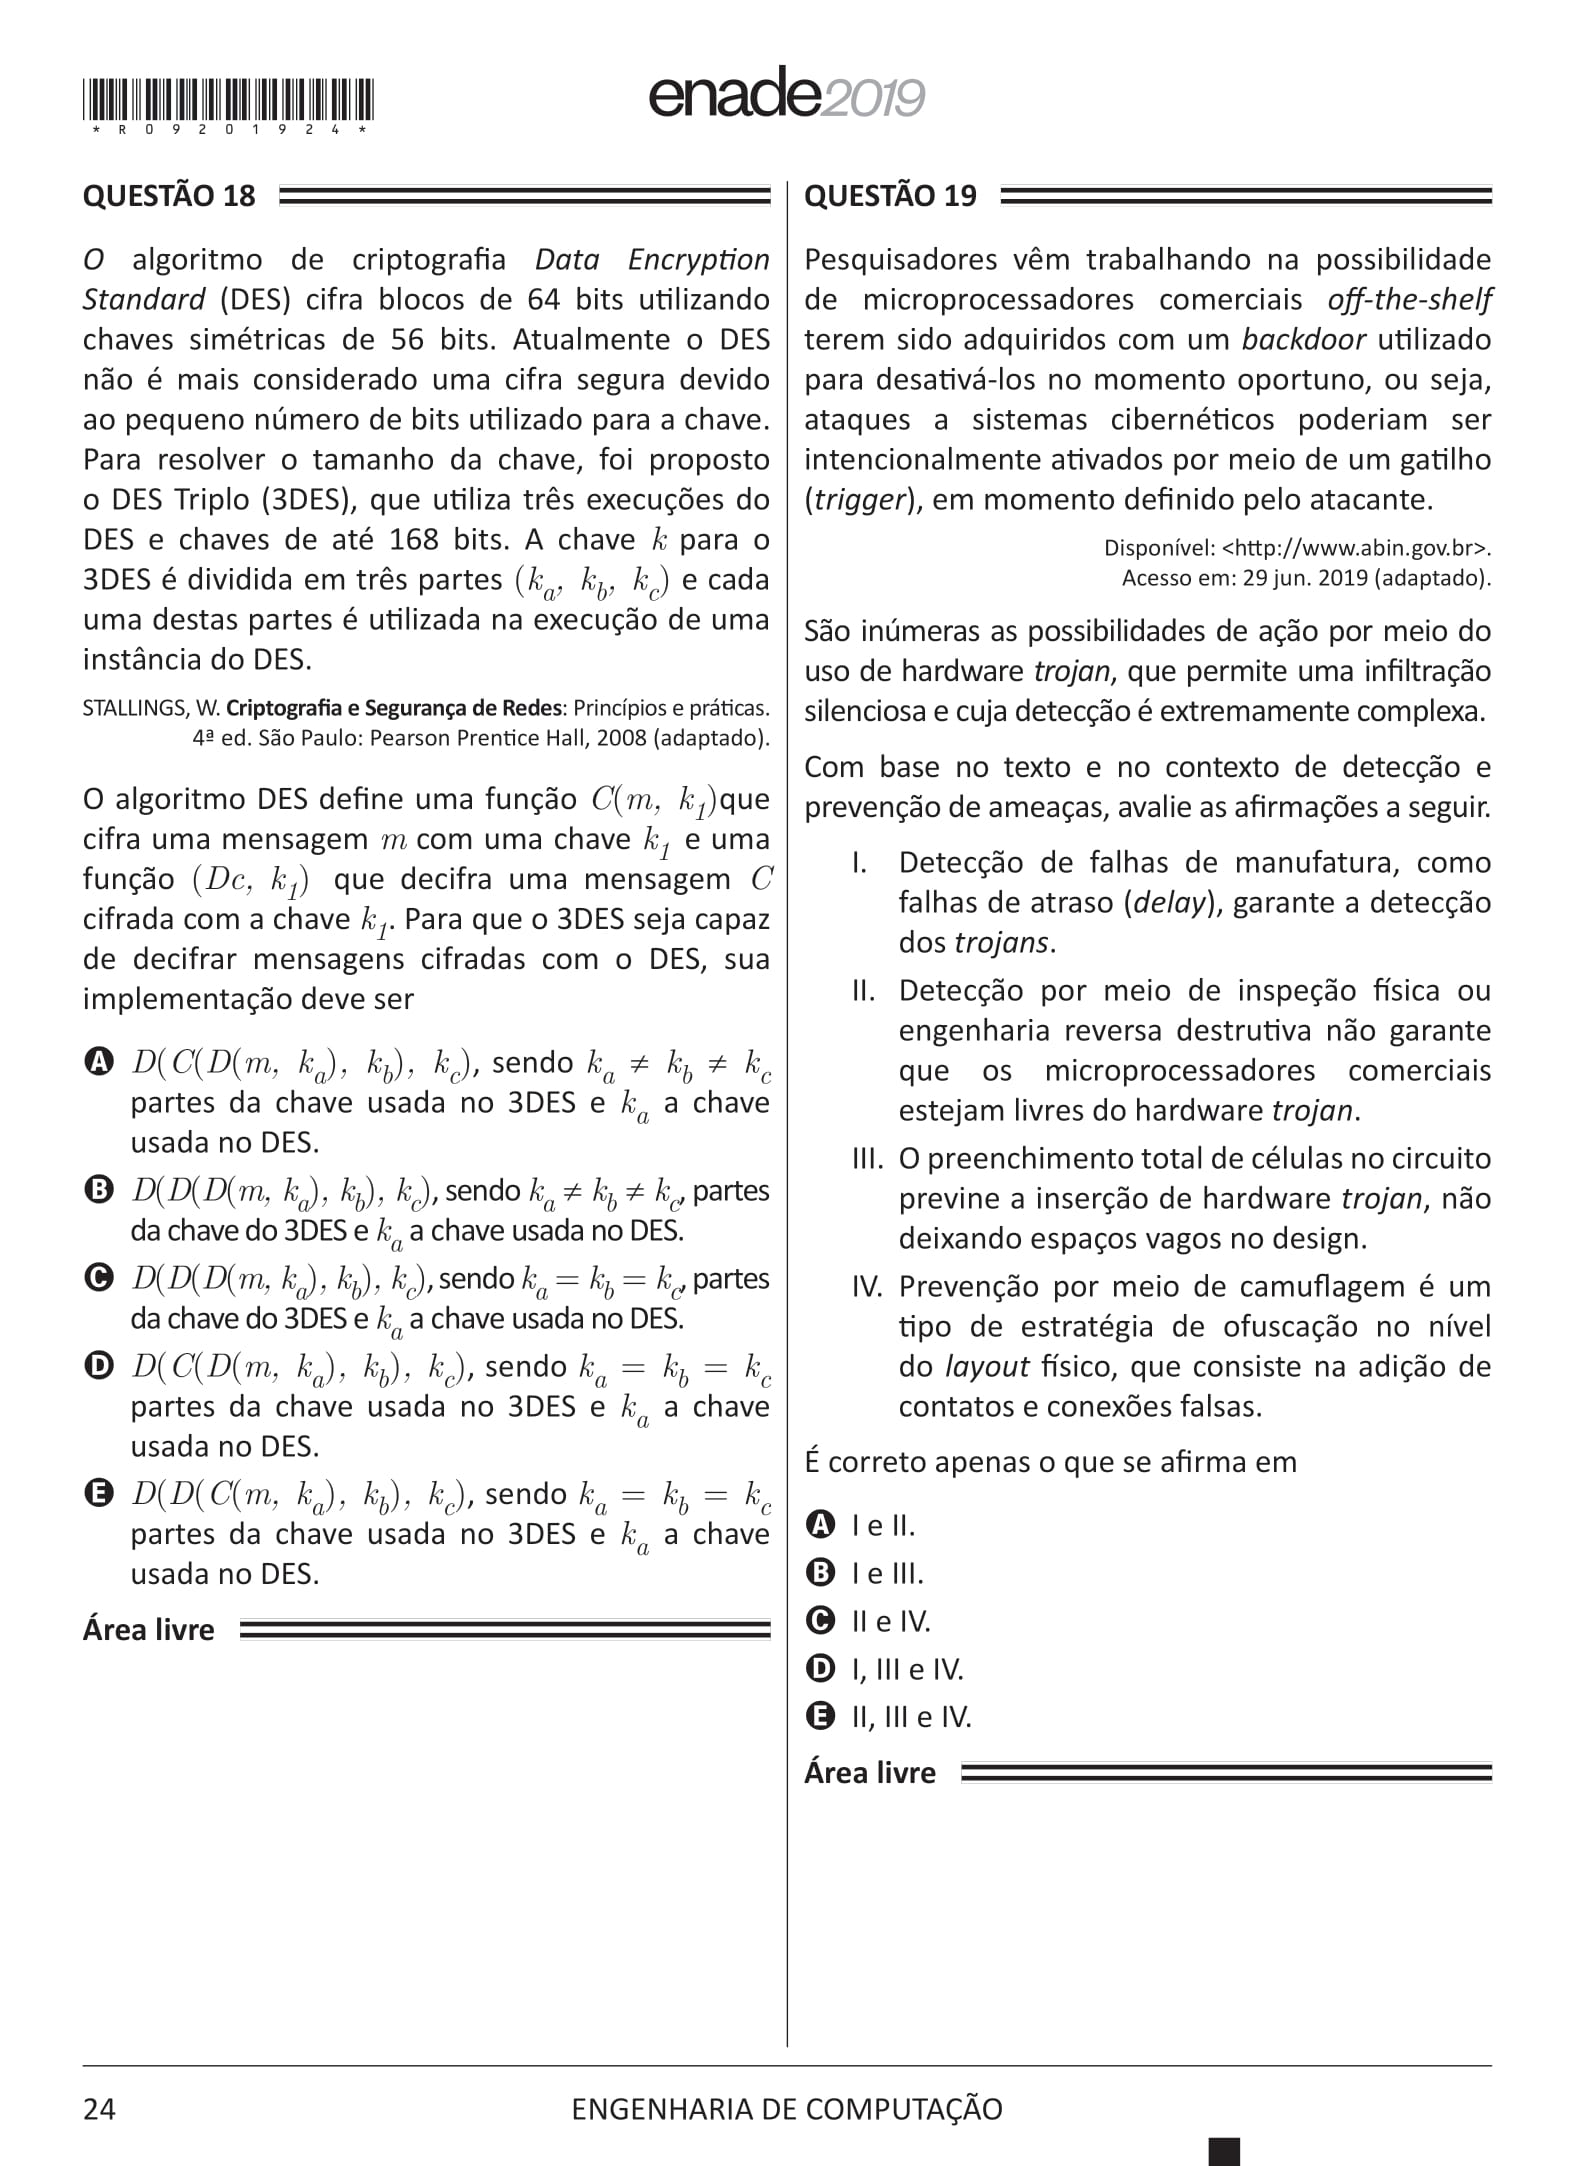 *R09201924*
enade2019
QUESTÃO 18
O algoritmo de criptografia Data Encryption
Standard (DES) cifra blocos de 64 bits utilizando
chaves simétricas de 56 bits. Atualmente o DES
não é mais considerado uma cifra segura devido
ao pequeno número de bits utilizado para a chave.
Para resolver o tamanho da chave, foi proposto
o DES Triplo (3DES), que utiliza três execuções do
DES e chaves de até 168 bits. A chave k para o
3DES é dividida em três partes (k_a, k_b, k_c) e cada
uma destas partes é utilizada na execução de uma
instância do DES.
STALLINGS, W. Criptografia e Segurança de Redes: Princípios e práticas.
4ª ed. São Paulo: Pearson Prentice Hall, 2008 (adaptado).
O algoritmo DES define uma função C(m, k_1)que
cifra uma mensagem m com uma chave k_1 e uma
função (Dc, k_1) que decifra uma mensagem C
cifrada com a chave k_1. Para que o 3DES seja capaz
de decifrar mensagens cifradas com o DES, sua
implementação deve ser
A D(C(D(m, k_a), k_b), k_c), sendo k_a ≠ k_b ≠ k_c
partes da chave usada no 3DES e k_a a chave
usada no DES.
B D(D(D(m, k_a), k_b), k_c), sendo k_a ≠ k_b ≠ k_c, partes
da chave do 3DES e k_a a chave usada no DES.
C D(D(D(m, k_a), k_b), k_c), sendo k_a = k_b = k_c, partes
da chave do 3DES e k_a a chave usada no DES.
D D(C(D(m, k_a), k_b), k_c), sendo k_a = k_b = k_c
partes da chave usada no 3DES e k_a a chave
usada no DES.
E D(D(C(m, k_a), k_b), k_c), sendo k_a = k_b = k_c
partes da chave usada no 3DES e k_a a chave
usada no DES.
Área livre
QUESTÃO 19
Pesquisadores vêm trabalhando na possibilidade
de microprocessadores comerciais off-the-shelf
terem sido adquiridos com um backdoor utilizado
para desativá-los no momento oportuno, ou seja,
ataques a sistemas cibernéticos poderiam ser
intencionalmente ativados por meio de um gatilho
(trigger), em momento definido pelo atacante.
Disponível: <http://www.abin.gov.br>.
Acesso em: 29 jun. 2019 (adaptado).
São inúmeras as possibilidades de ação por meio do
uso de hardware trojan, que permite uma infiltração
silenciosa e cuja detecção é extremamente complexa.
Com base no texto e no contexto de detecção e
prevenção de ameaças, avalie as afirmações a seguir.
I. Detecção de falhas de manufatura, como
falhas de atraso (delay), garante a detecção
dos trojans.
II. Detecção por meio de inspeção física ou
engenharia reversa destrutiva não garante
que os microprocessadores comerciais
estejam livres do hardware trojan.
III. O preenchimento total de células no circuito
previne a inserção de hardware trojan, não
deixando espaços vagos no design.
IV. Prevenção por meio de camuflagem é um
tipo de estratégia de ofuscação no nível
do layout físico, que consiste na adição de
contatos e conexões falsas.
É correto apenas o que se afirma em
A I e II.
B I e III.
C II e IV.
D I, III e IV.
E II, III e IV.
Área livre
24
ENGENHARIA DE COMPUTAÇÃO